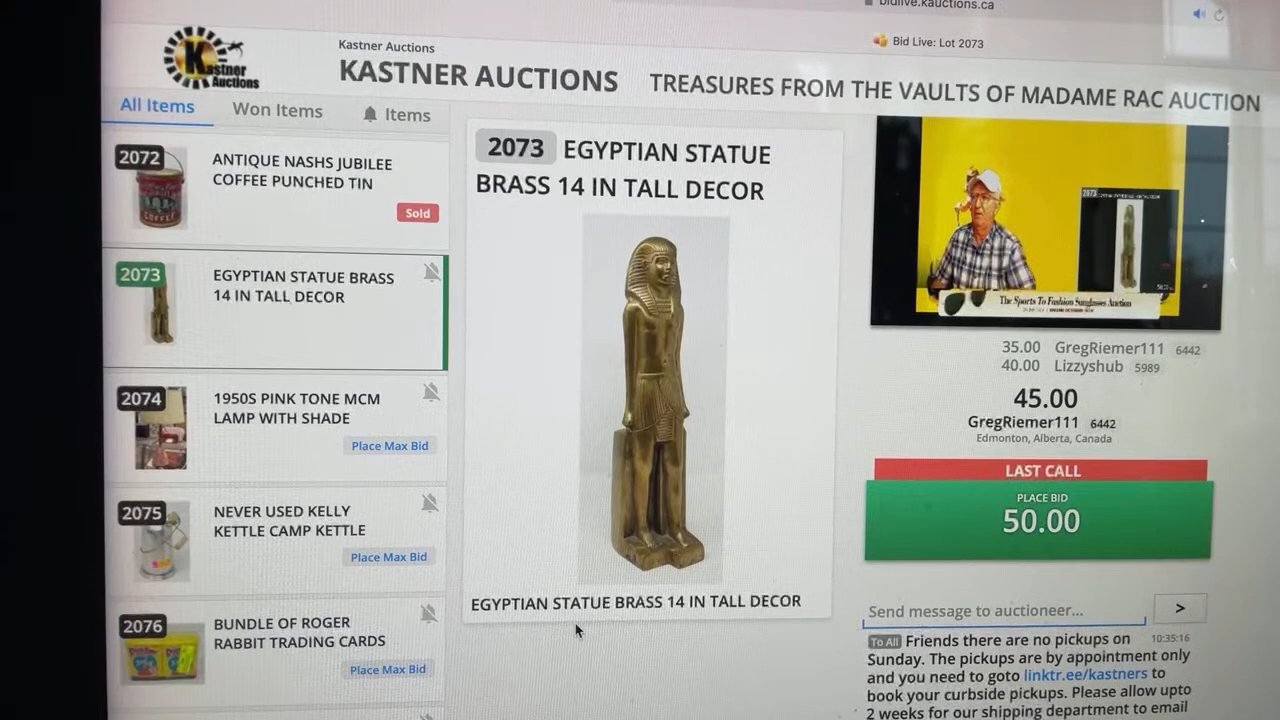 bidlive.kauctions.ca
Bid Live: Lot 2073
Kastner Auctions
Kastner
Auctions
KASTNER AUCTIONS TREASURES FROM THE VAULTS OF MADAME RAC AUCTION
All Items Won Items Items
2072 ANTIQUE NASHS JUBILEE
COFFEE PUNCHED TIN
COFFEE
Sold
2073 EGYPTIAN STATUE BRASS
14 IN TALL DECOR
2074 1950S PINK TONE MCM
LAMP WITH SHADE
Place Max Bid
2075 NEVER USED KELLY
KETTLE CAMP KETTLE
Place Max Bid
2076 BUNDLE OF ROGER
RABBIT TRADING CARDS
Place Max Bid
2073 EGYPTIAN STATUE
BRASS 14 IN TALL DECOR
EGYPTIAN STATUE BRASS 14 IN TALL DECOR
2073
The Sports To Fashion Sunglasses Auction
35.00 GregRiemer111 6442
40.00 Lizzyshub 5989
45.00
GregRiemer111 6442
Edmonton, Alberta, Canada
LAST CALL
PLACE BID
50.00
Send message to auctioneer...
>
To All Friends there are no pickups on 10:35:16
Sunday. The pickups are by appointment only
and you need to goto linktr.ee/kastners to
book your curbside pickups. Please allow upto
2 weeks for our shipping department to email